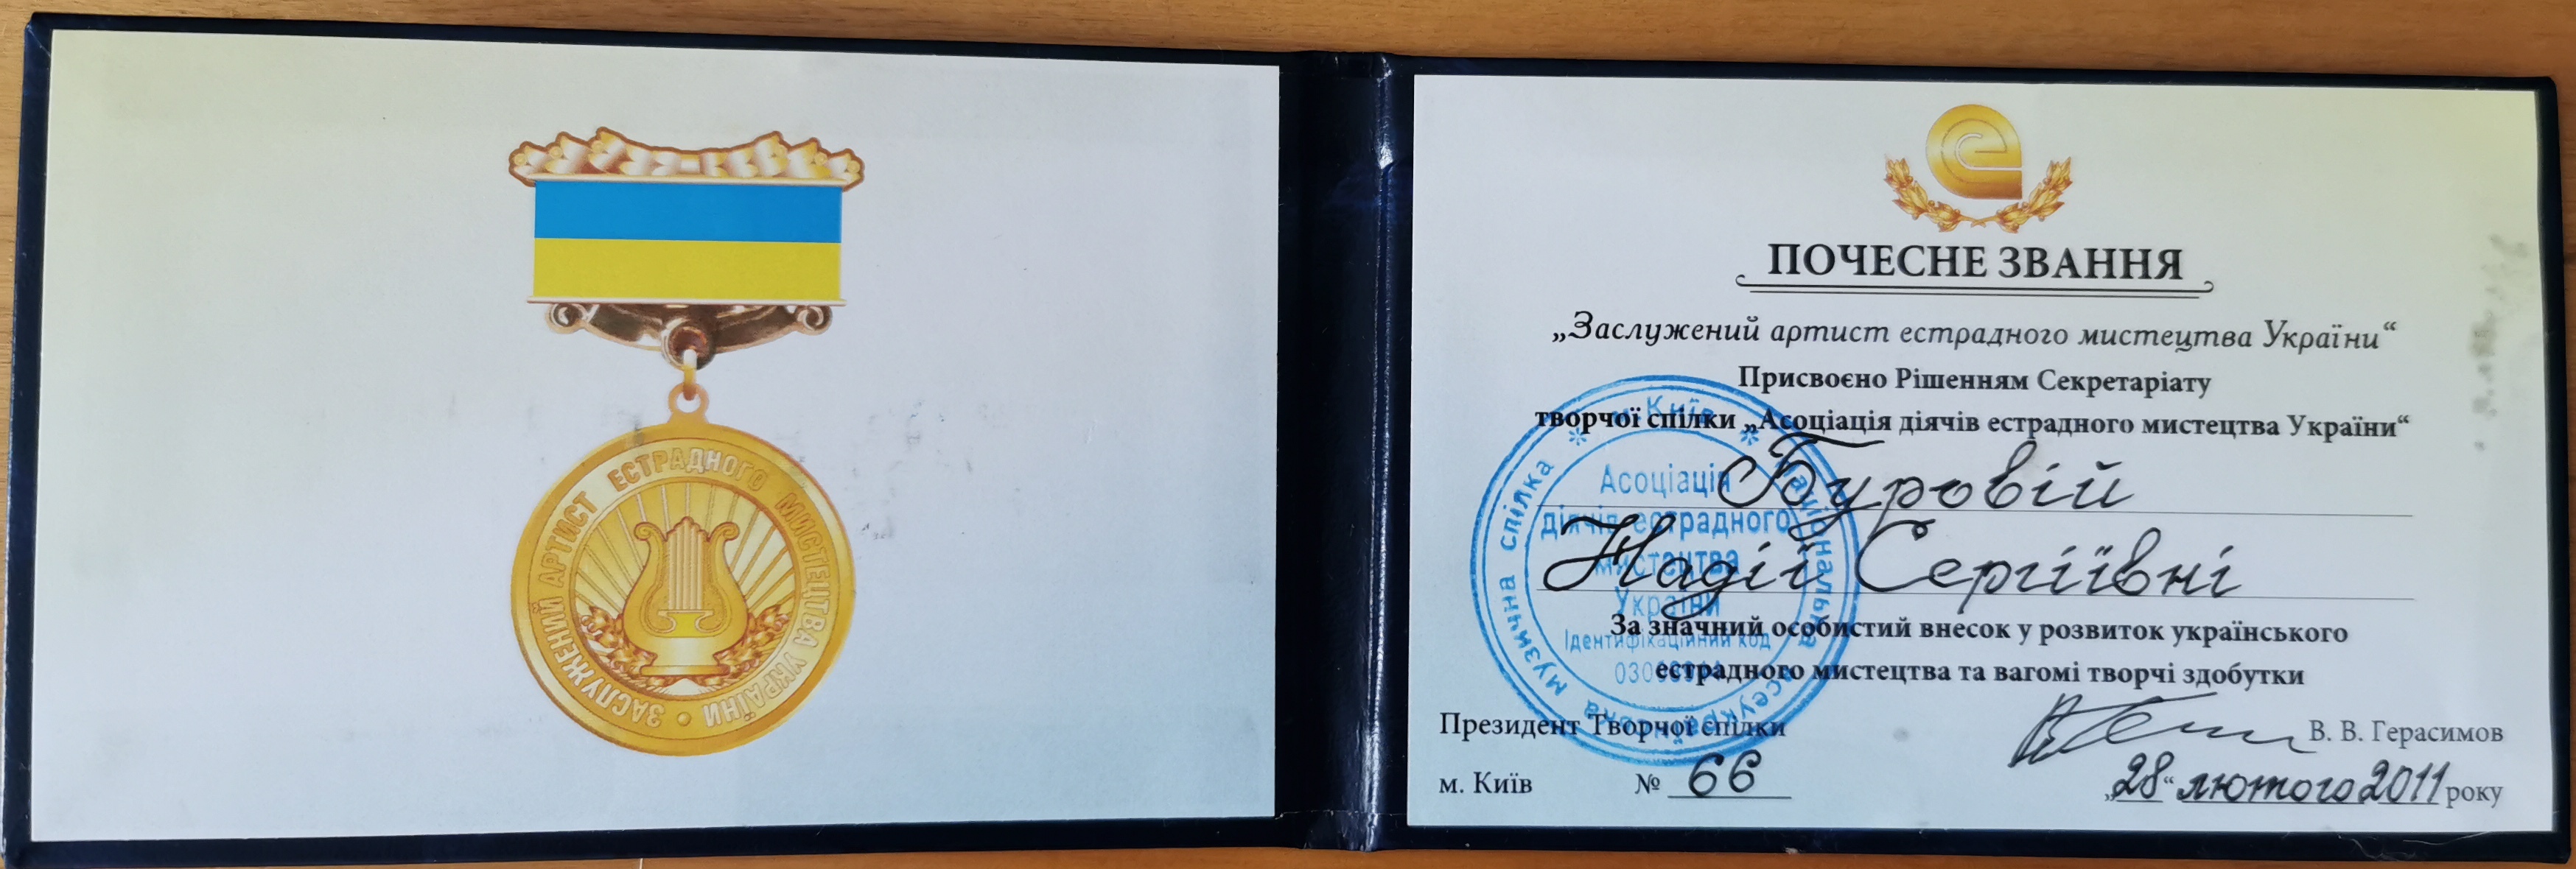 ЗАСЛУЖЕНИЙ АРТИСТ ЕСТРАДНОГО МИСТЕЦТВА УКРАЇНИ
ПОЧЕСНЕ ЗВАННЯ
„Заслужений артист естрадного мистецтва України“
Присвоєно Рішенням Секретаріату
творчої спілки „Асоціація діячів естрадного мистецтва України“
Буровій
Надії Сергіївні
За значний особистий внесок у розвиток українського
естрадного мистецтва та вагомі творчі здобутки
Президент Творчої спілки В. В. Герасимов
м. Київ № 66 „28“ лютого 2011 року
м. Київ
Національна всеукраїнська музична спілка
Асоціація
діячів естрадного
мистецтва
України
Ідентифікаційний код